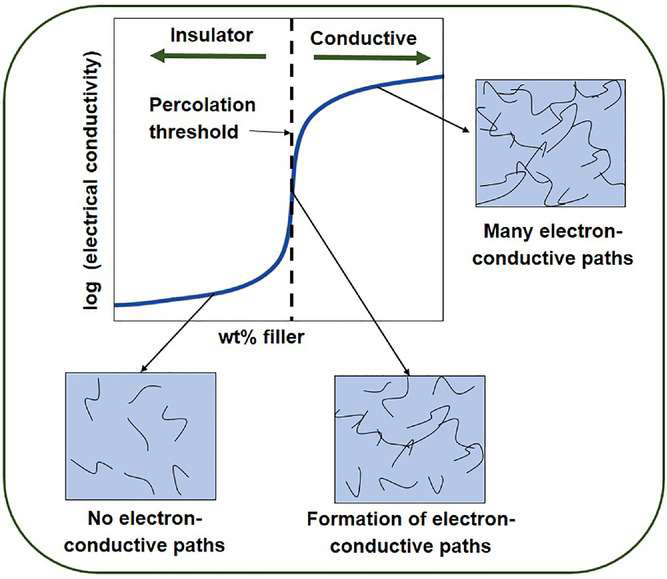 Insulator
Conductive
Percolation
threshold
log (electrical conductivity)
wt% filler
Many electron-
conductive paths
No electron-
conductive paths
Formation of electron-
conductive paths